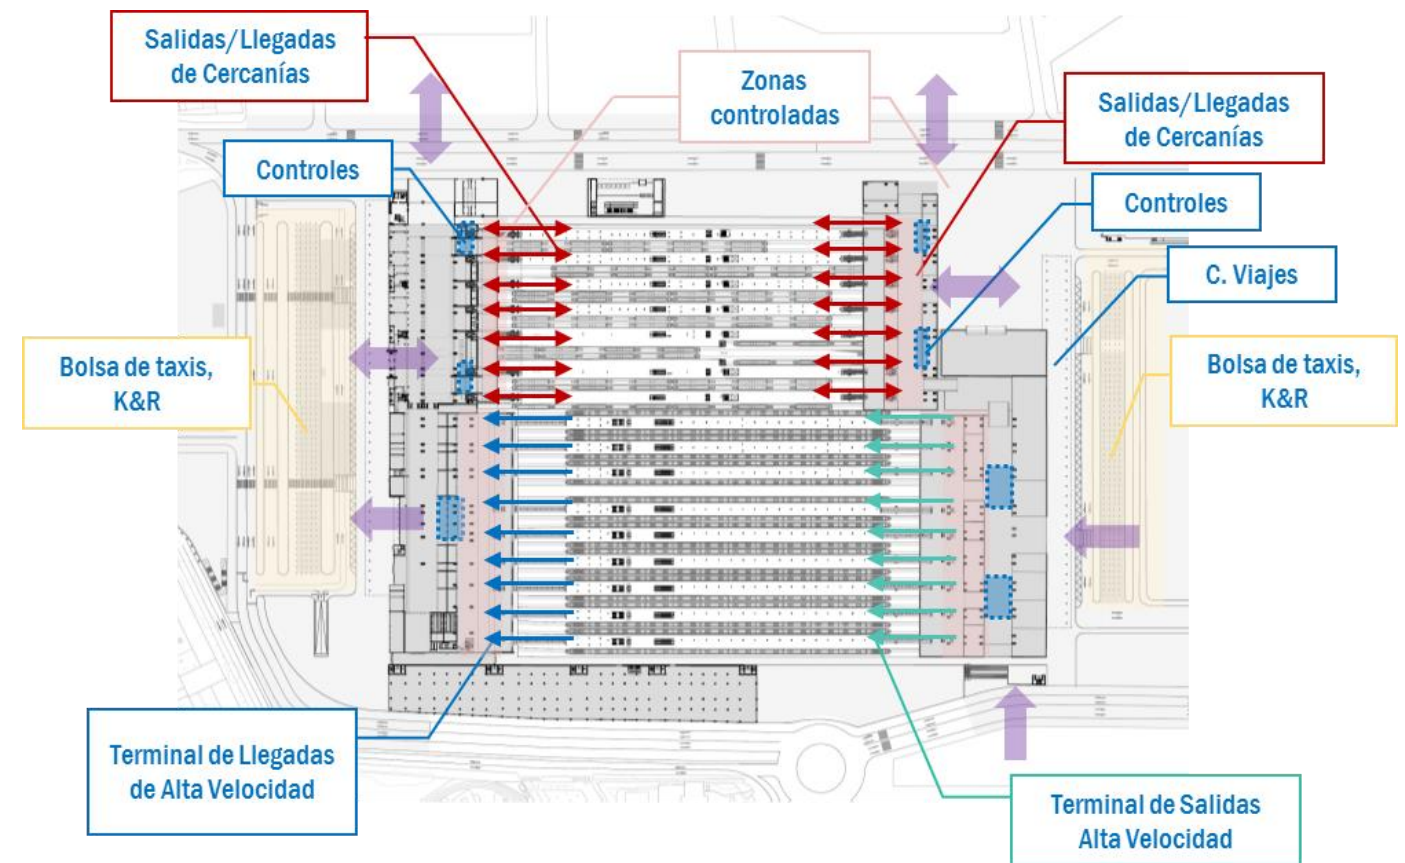 Salidas/Llegadas
de Cercanías
Zonas
controladas
Salidas/Llegadas
de Cercanías
Controles
Controles
C. Viajes
Bolsa de taxis,
K&R
Bolsa de taxis,
K&R
Terminal de Llegadas
de Alta Velocidad
Terminal de Salidas
Alta Velocidad